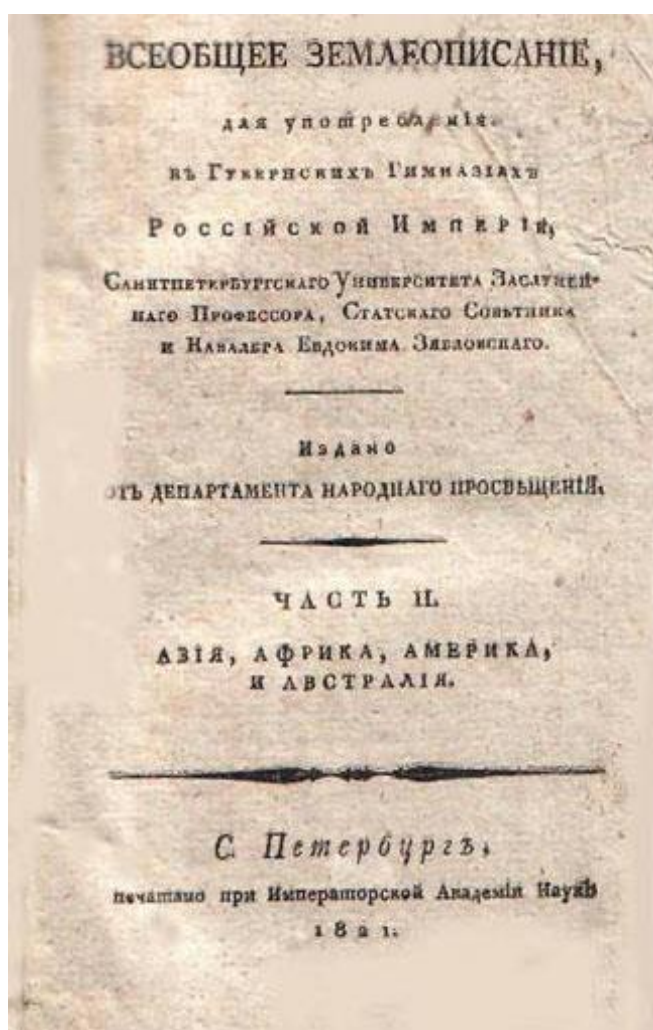 ВСЕОБЩЕЕ ЗЕМЛЕОПИСАНІЕ,
для употребленія
въ Губернскихъ Гимназіахъ
Россійской Имперіи,
Санктпетербургскаго Университета Заслужен-
наго Профессора, Статскаго Совѣтника
и Кавалера Евдокима Зябловскаго.
Издано
отъ ДЕПАРТАМЕНТА НАРОДНАГО ПРОСВѢЩЕНІЯ.
ЧАСТЬ II.
АЗІЯ, АФРИКА, АМЕРИКА,
И АВСТРАЛІЯ.
С. Петербургъ,
печатано при Императорской Академіи Наукъ
1821.